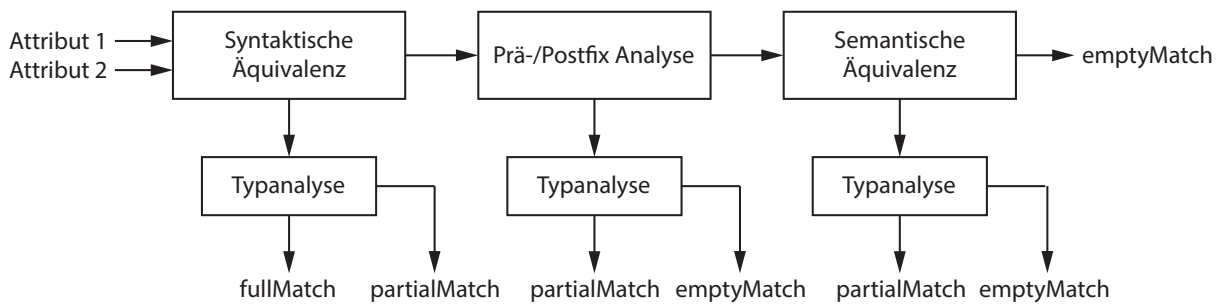 Attribut 1
Attribut 2
Syntaktische
Äquivalenz
Prä-/Postfix Analyse
Semantische
Äquivalenz
emptyMatch
Typanalyse
Typanalyse
Typanalyse
fullMatch
partialMatch
partialMatch
emptyMatch
partialMatch
emptyMatch